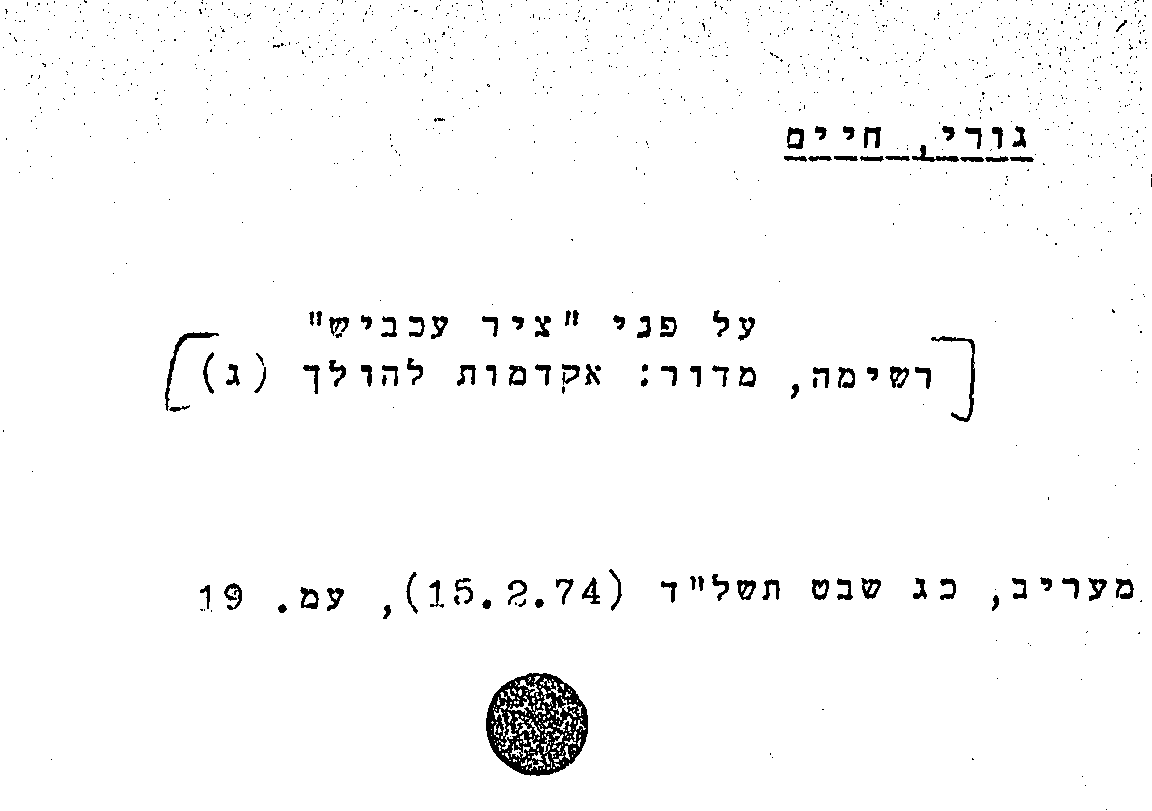 גורי, חיים
על פני "ציר עכביש"
[רשימה, מדור: אקדמות להולך (ג)]
מעריב, כג שבט תשל"ד (15.2.74), עמ. 19